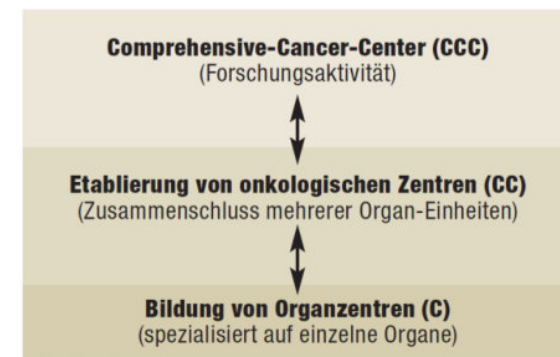 Comprehensive-Cancer-Center (CCC)
(Forschungsaktivität)
Etablierung von onkologischen Zentren (CC)
(Zusammenschluss mehrerer Organ-Einheiten)
Bildung von Organzentren (C)
(spezialisiert auf einzelne Organe)